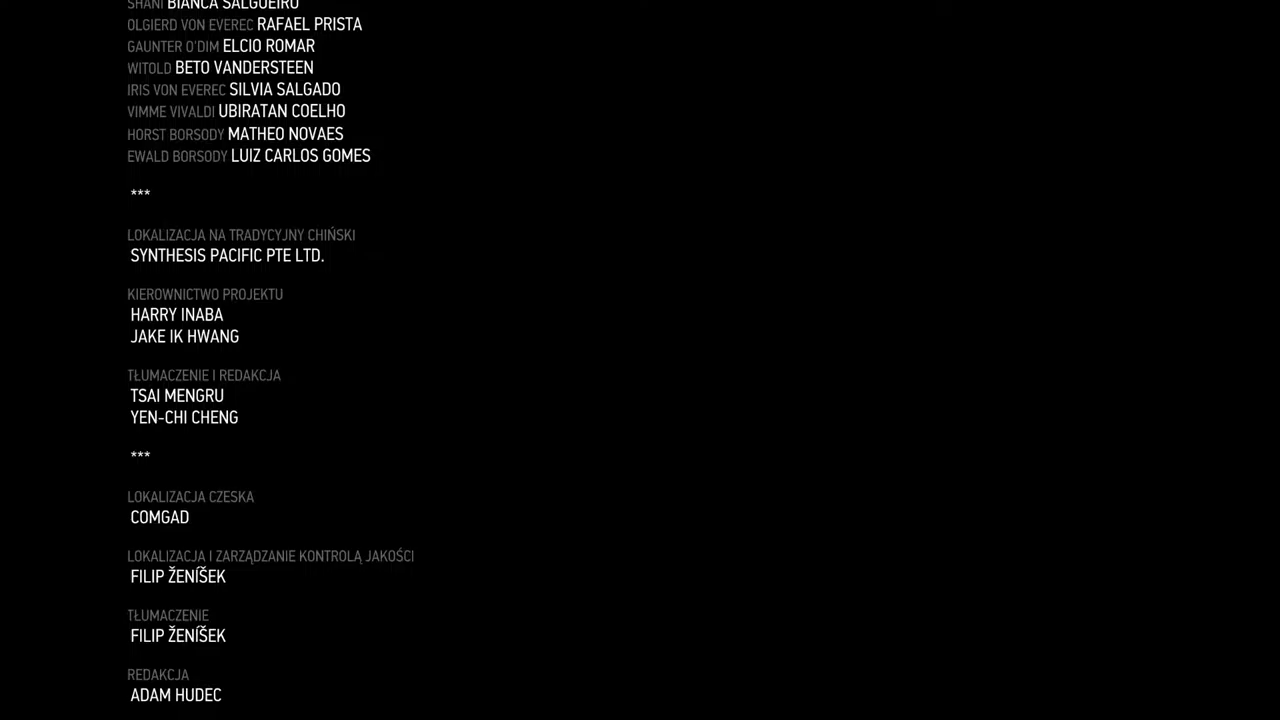 SHANI BIANCA SALGUEIRO
OLGIERD VON EVEREC RAFAEL PRISTA
GAUNTER O'DIM ELCIO ROMAR
WITOLD BETO VANDERSTEEN
IRIS VON EVEREC SILVIA SALGADO
VIMME VIVALDI UBIRATAN COELHO
HORST BORSODY MATHEO NOVAES
EWALD BORSODY LUIZ CARLOS GOMES
***
LOKALIZACJA NA TRADYCYJNY CHIŃSKI
SYNTHESIS PACIFIC PTE LTD.
KIEROWNICTWO PROJEKTU
HARRY INABA
JAKE IK HWANG
TŁUMACZENIE I REDAKCJA
TSAI MENGRU
YEN-CHI CHENG
***
LOKALIZACJA CZESKA
COMGAD
LOKALIZACJA I ZARZĄDZANIE KONTROLĄ JAKOŚCI
FILIP ŽENÍŠEK
TŁUMACZENIE
FILIP ŽENÍŠEK
REDAKCJA
ADAM HUDEC